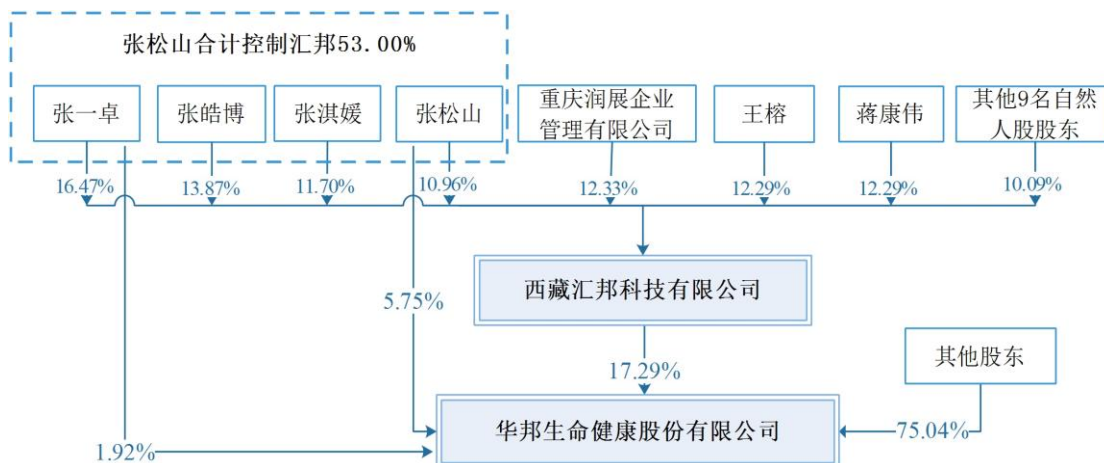 张松山合计控制汇邦53.00%
张一卓
张皓博
张淇媛
张松山
重庆润展企业
管理有限公司
王榕
蒋康伟
其他9名自然
人股股东
16.47%
13.87%
11.70%
10.96%
12.33%
12.29%
12.29%
10.09%
西藏汇邦科技有限公司
5.75%
17.29%
其他股东
华邦生命健康股份有限公司
75.04%
1.92%